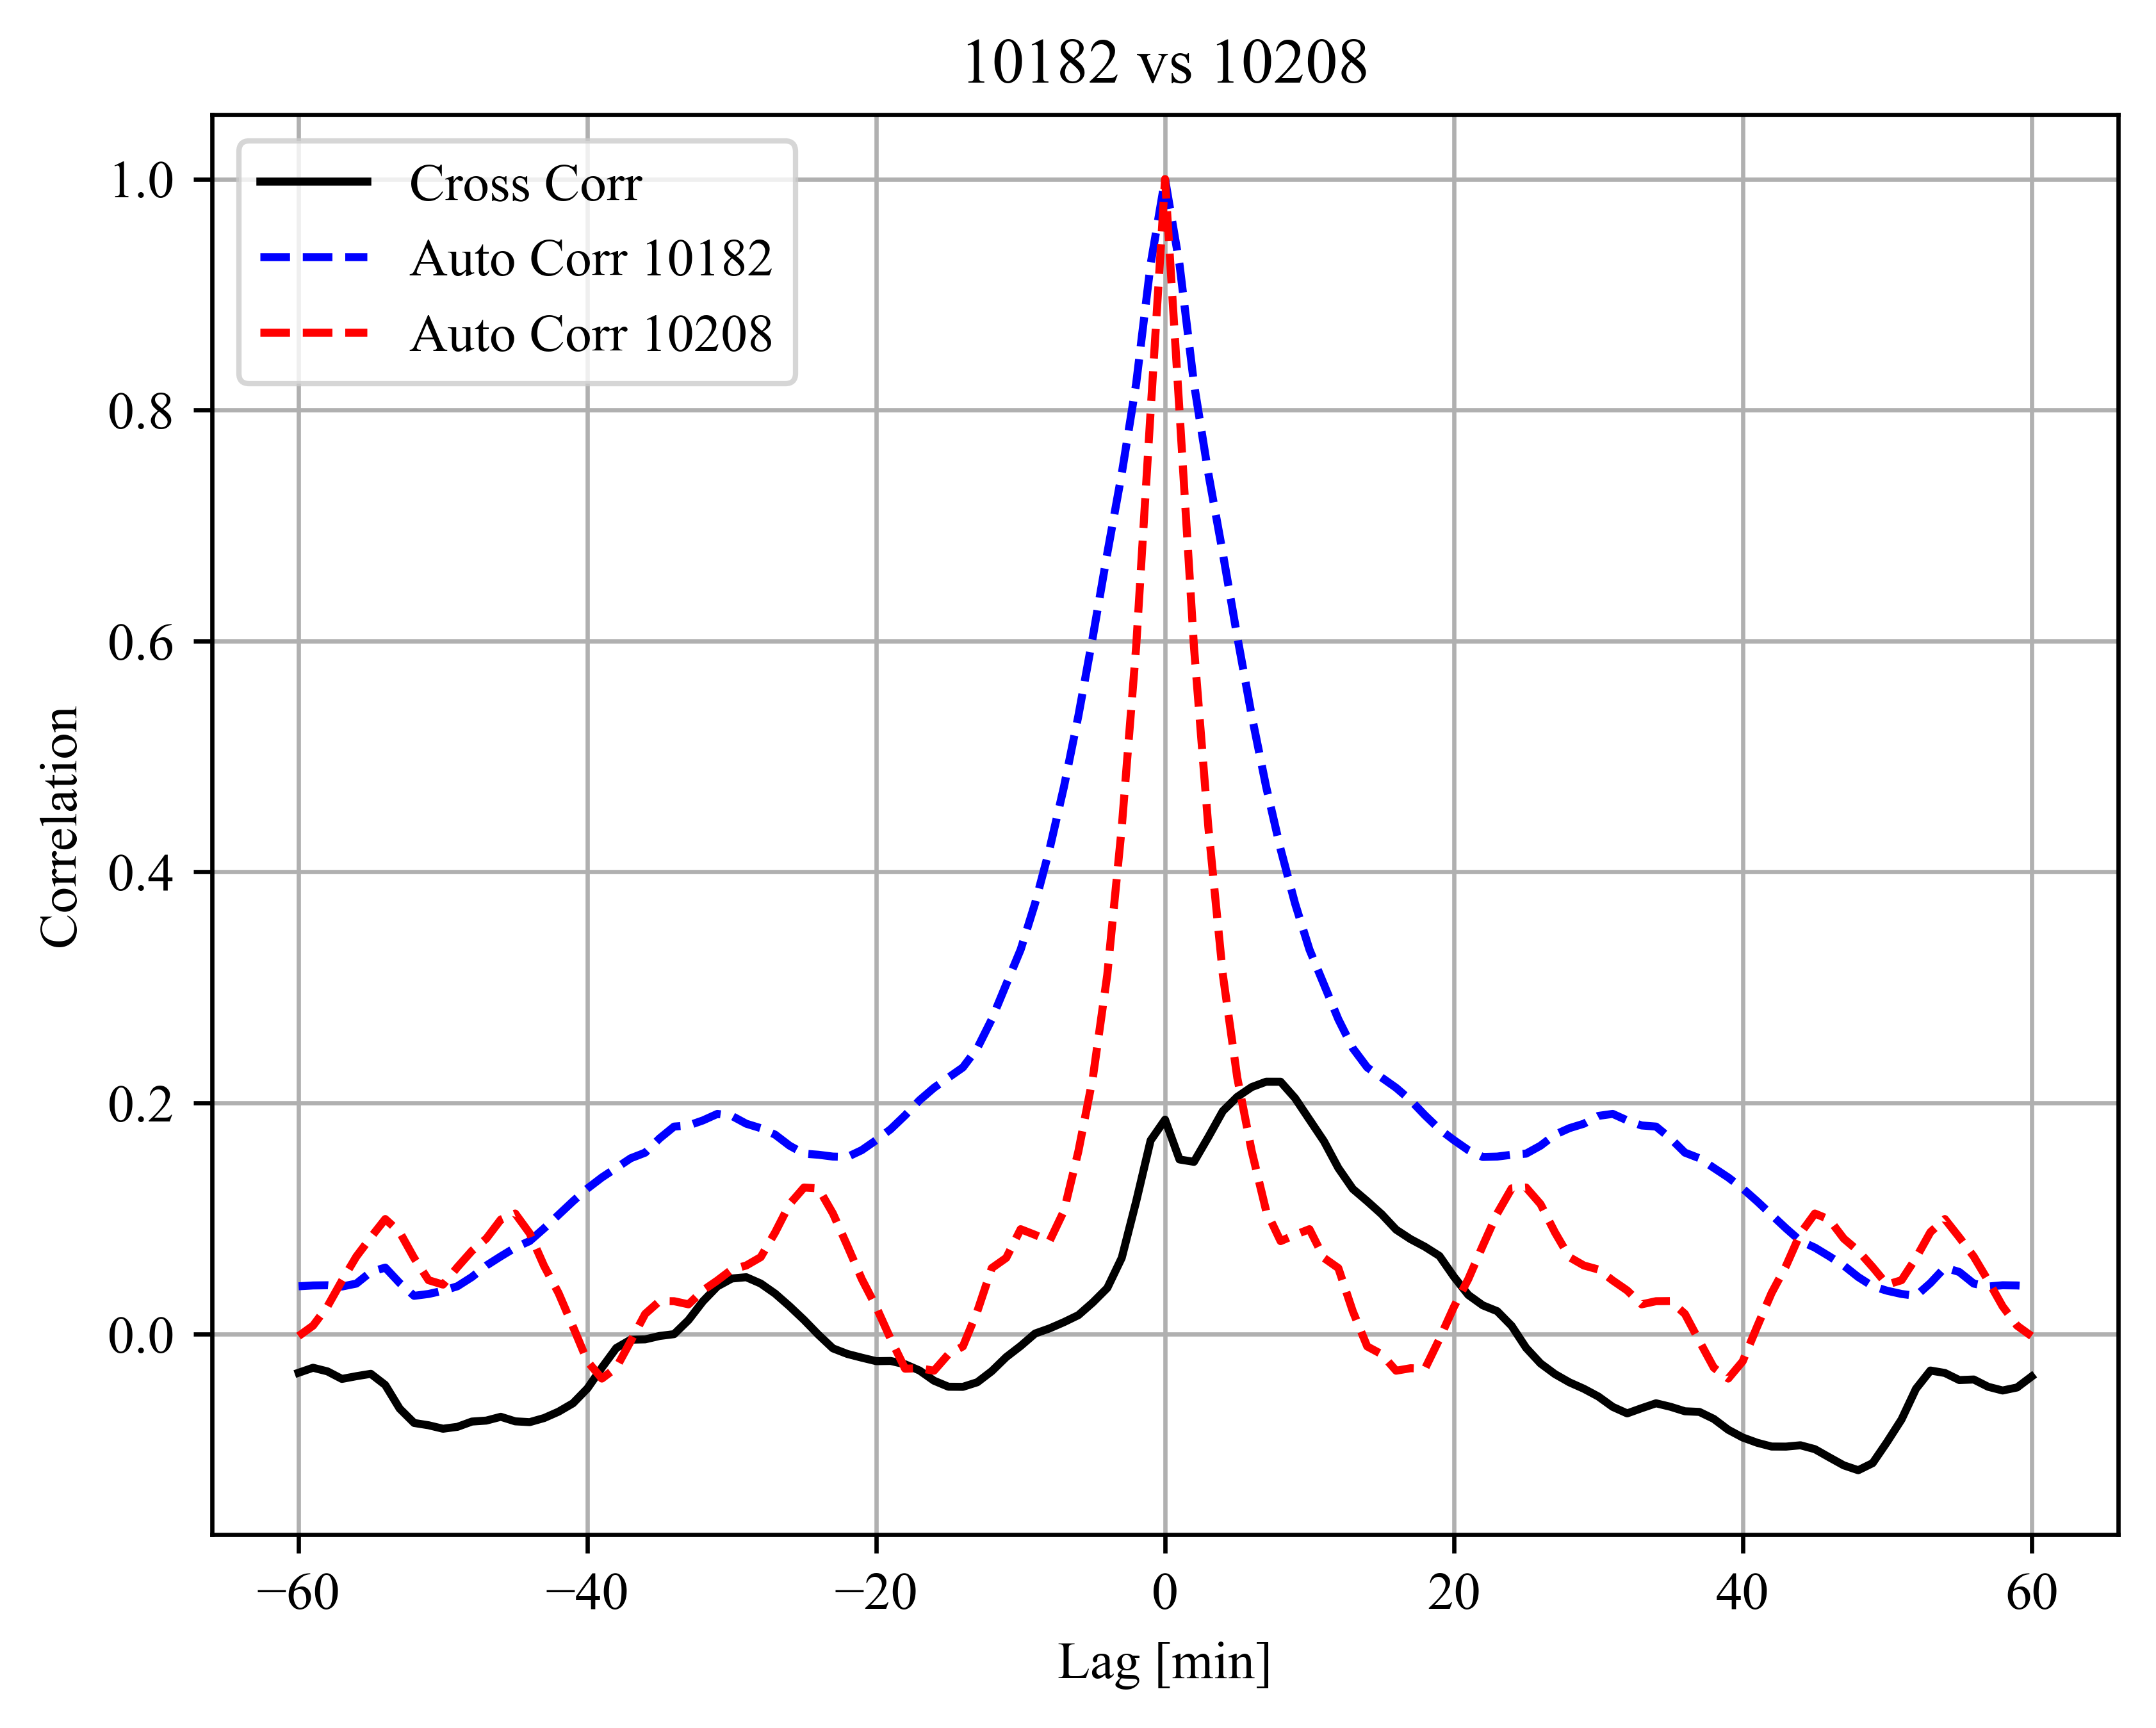 10182 vs 10208
Cross Corr
Auto Corr 10182
Auto Corr 10208
1.0
0.8
0.6
0.4
0.2
0.0
Correlation
−60
−40
−20
0
20
40
60
Lag [min]